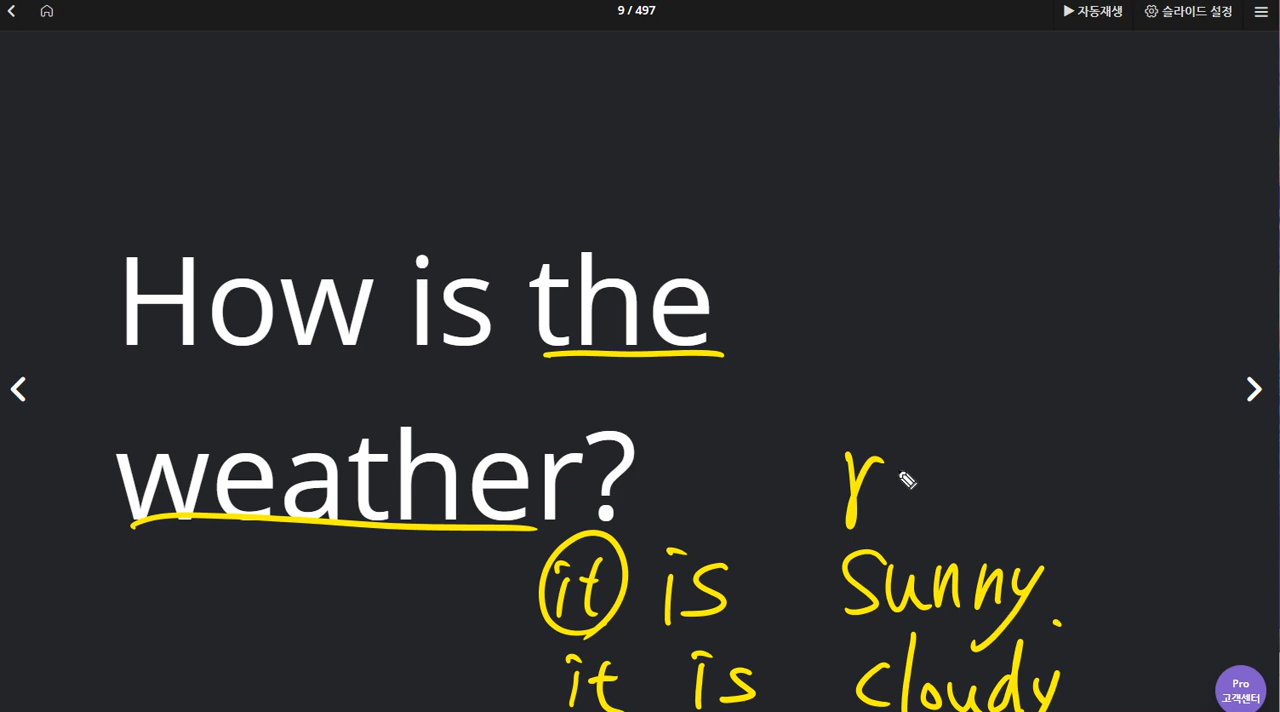 9 / 497
자동재생
슬라이드 설정
How is the
weather?
r
it is sunny.
it is cloudy
Pro
고객센터